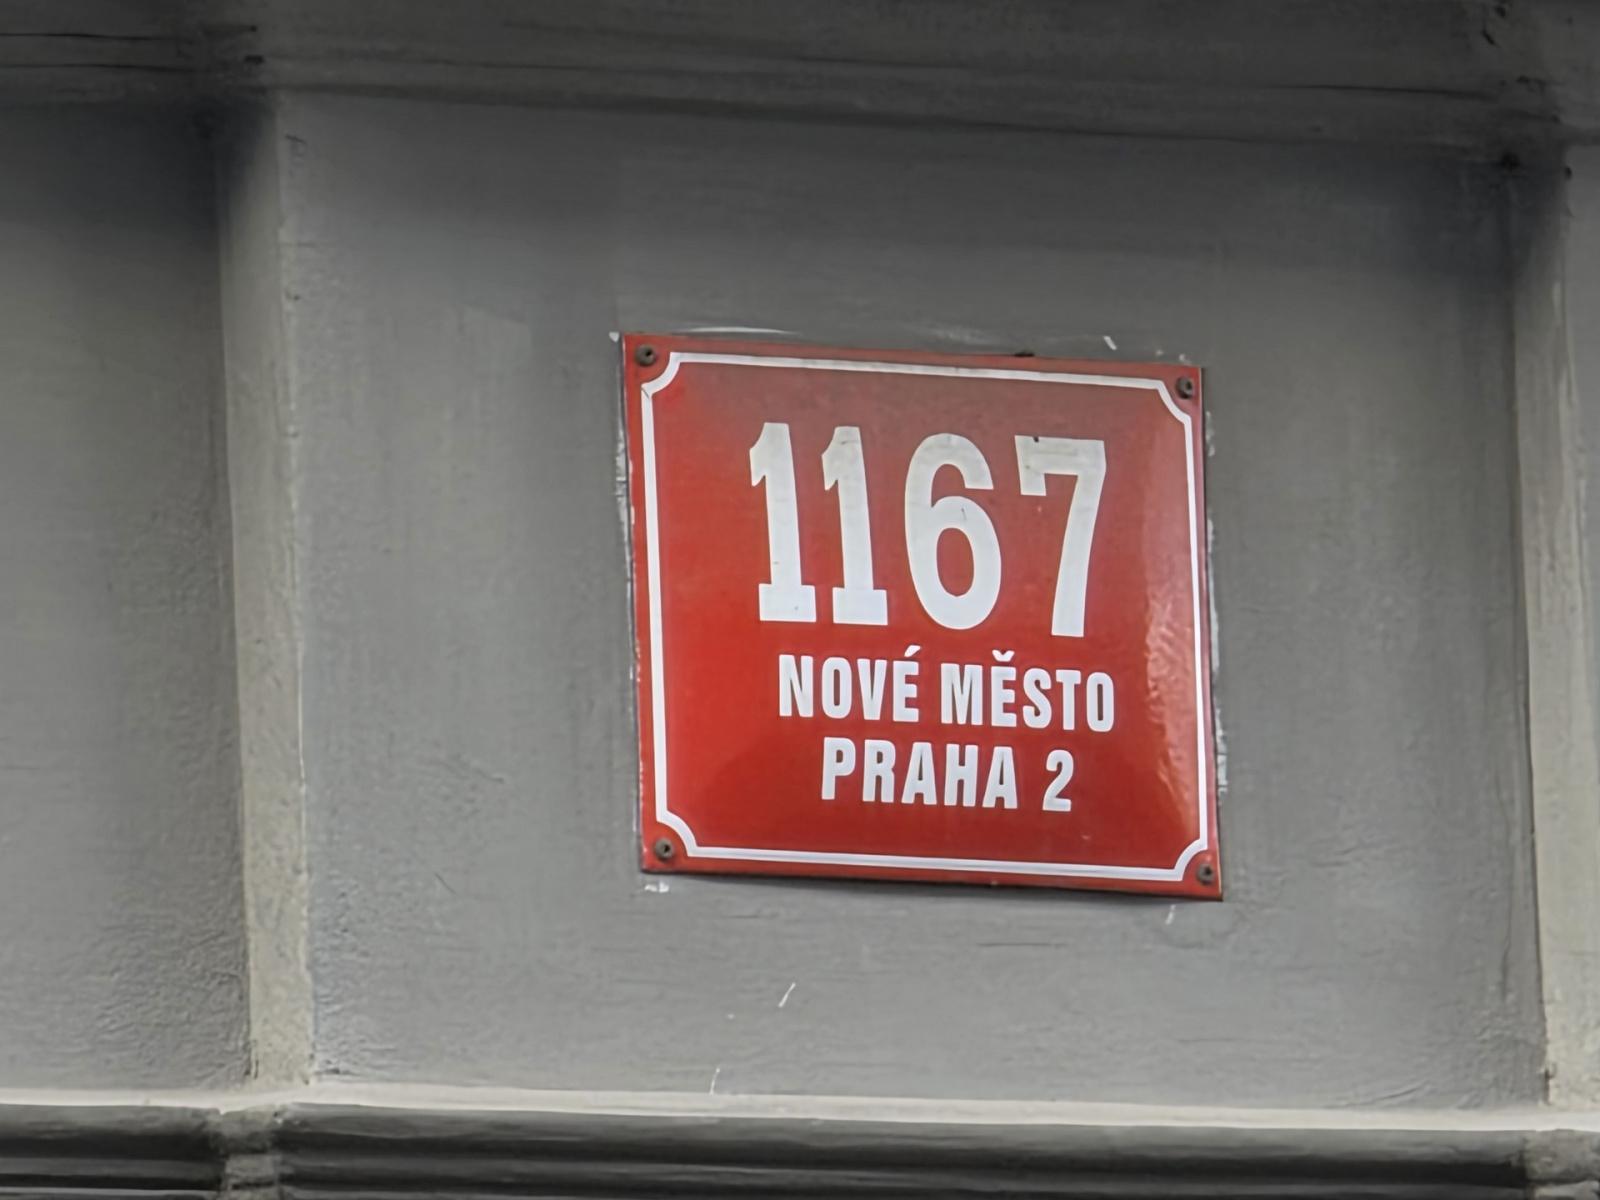 1167
NOVÉ MĚSTO
PRAHA 2